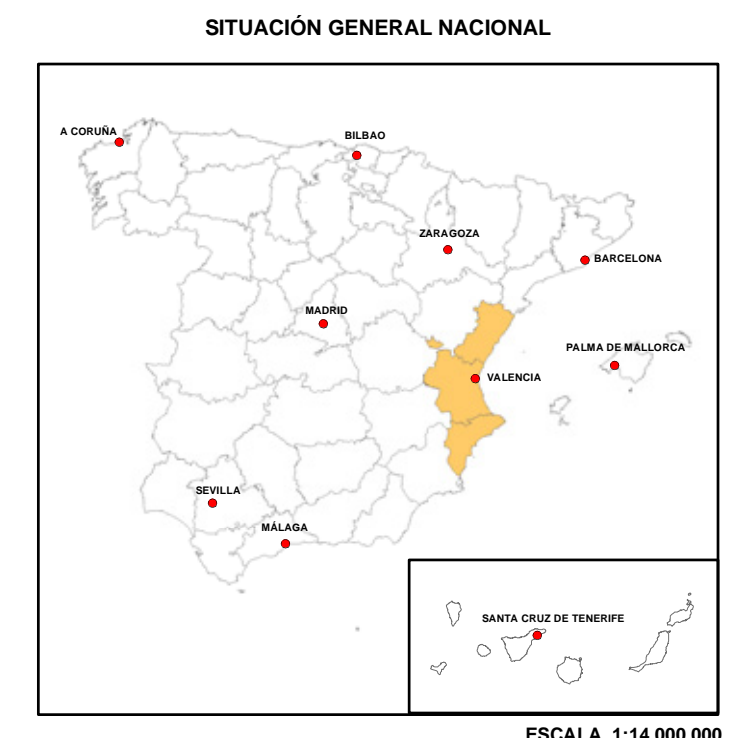 SITUACIÓN GENERAL NACIONAL
A CORUÑA
BILBAO
ZARAGOZA
BARCELONA
MADRID
PALMA DE MALLORCA
VALENCIA
SEVILLA
MÁLAGA
SANTA CRUZ DE TENERIFE
ESCALA 1:14.000.000